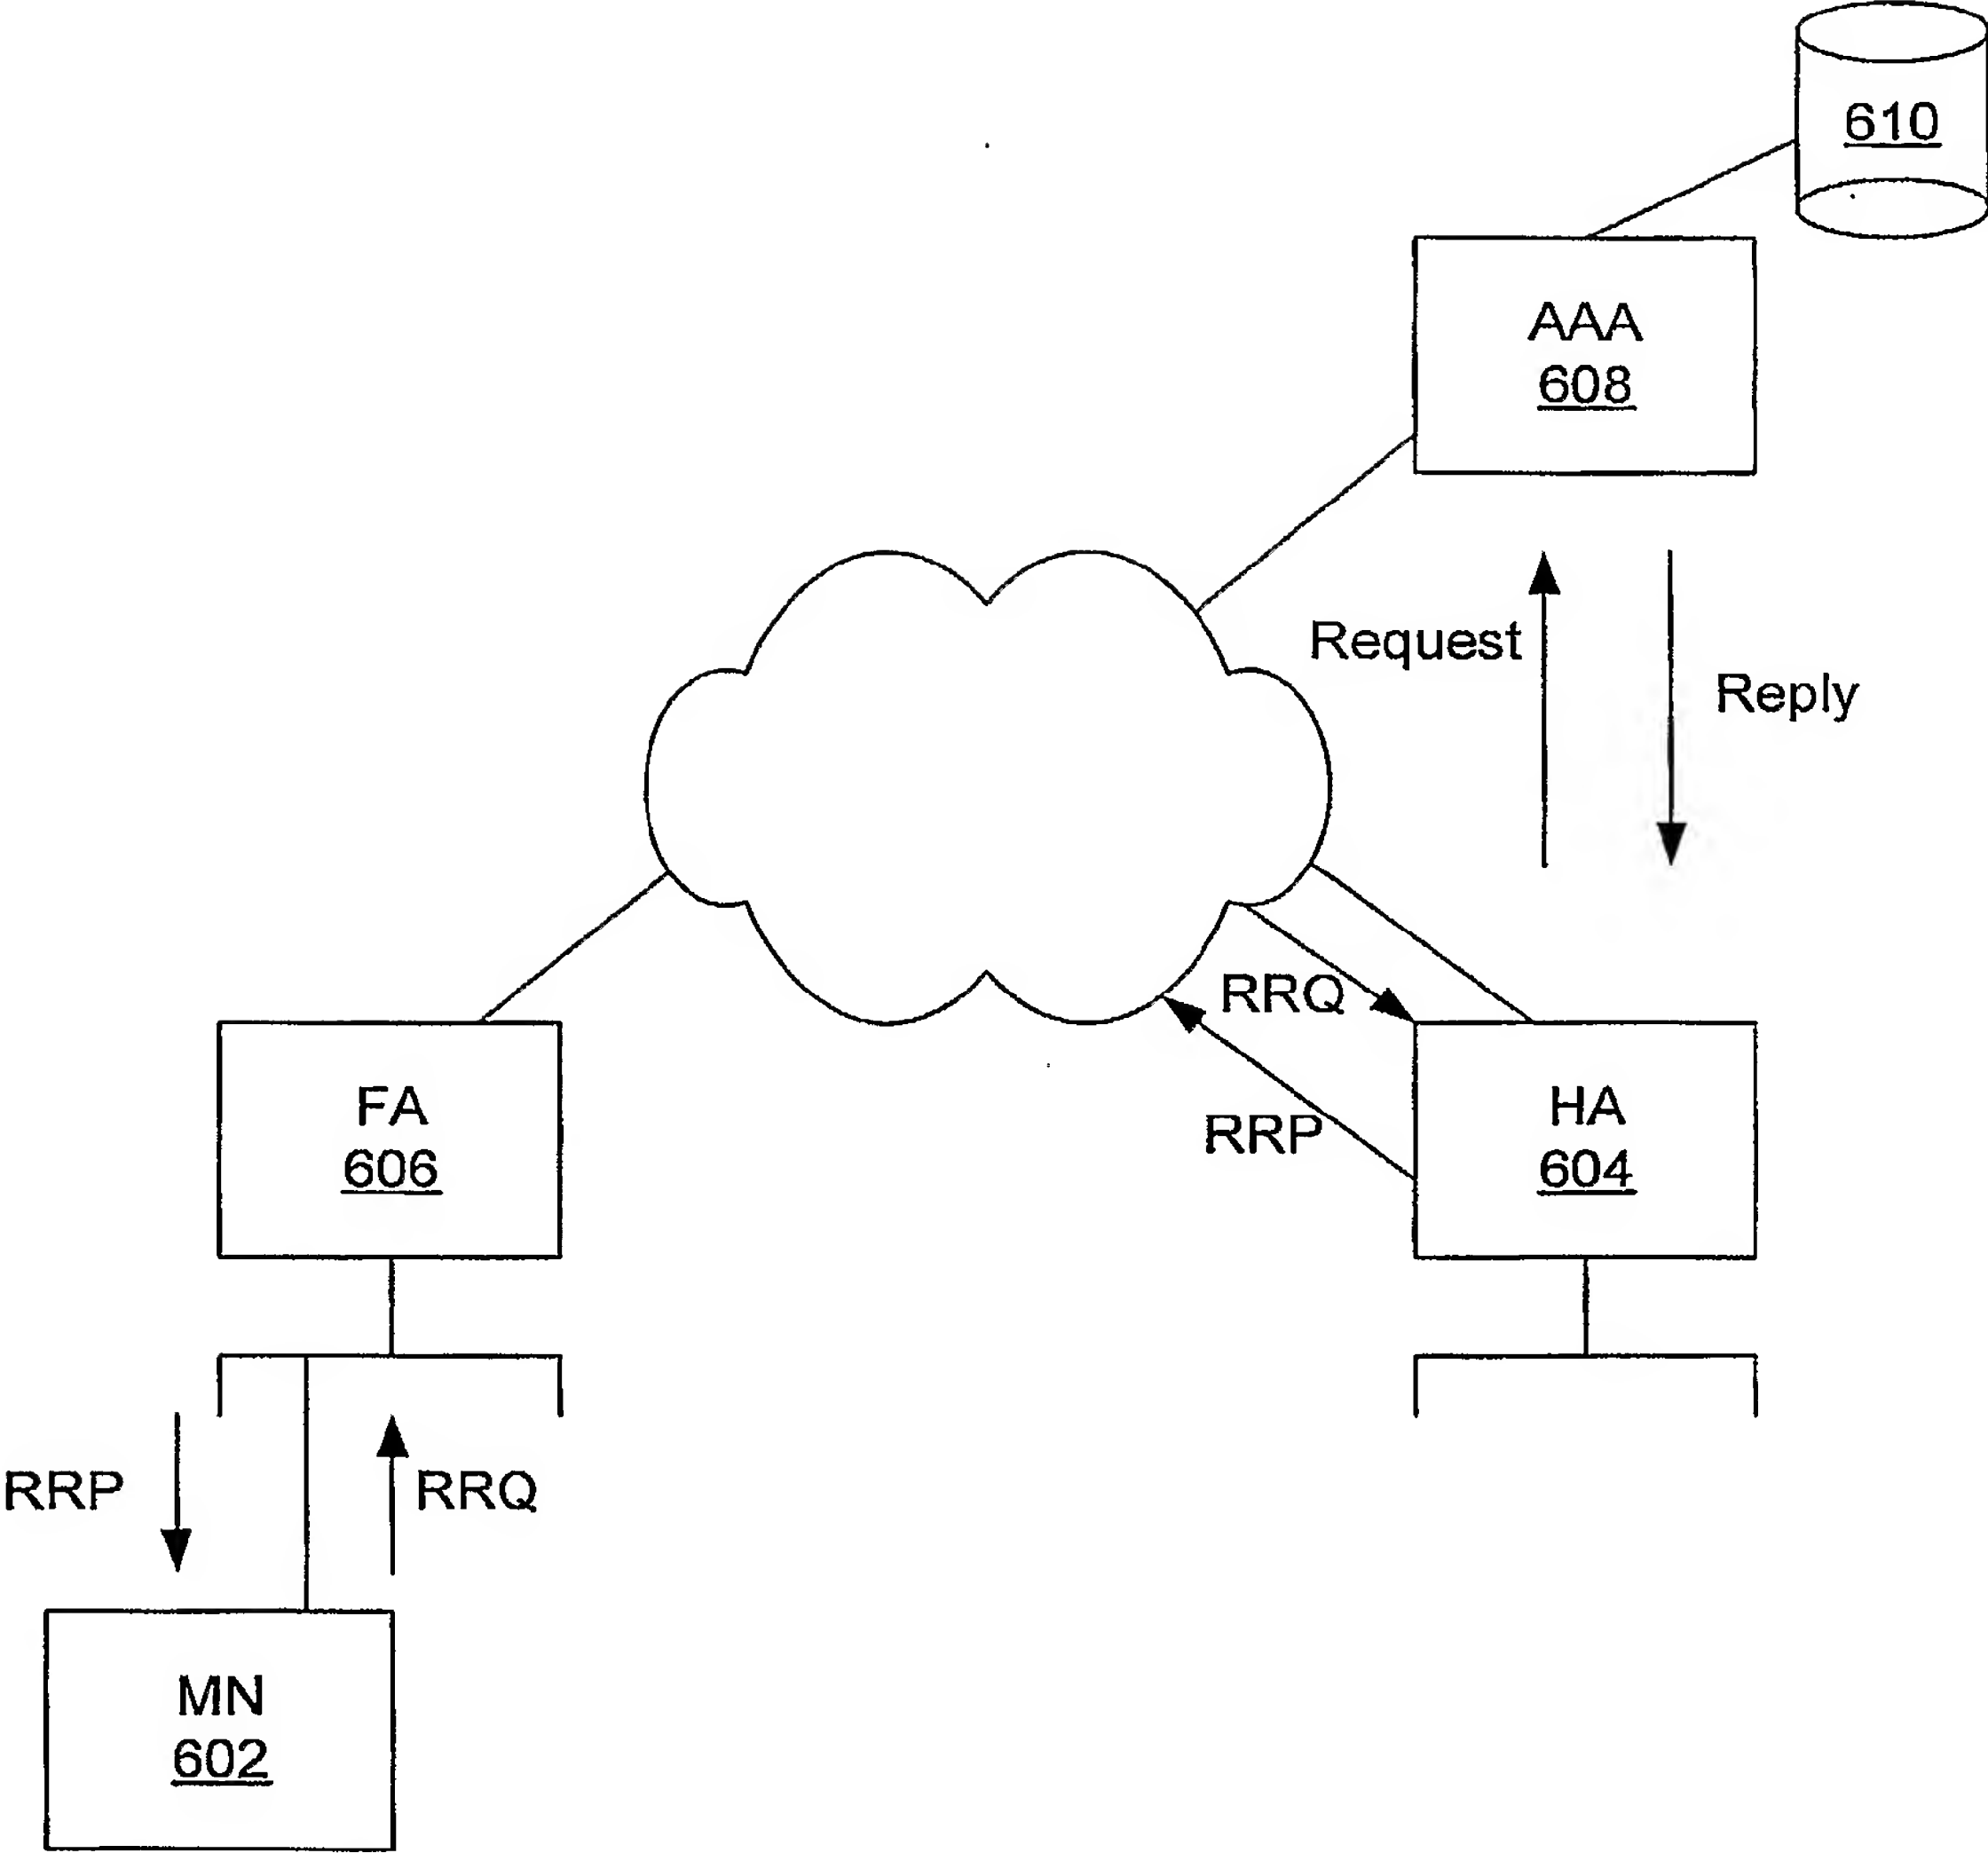 610
AAA
608
Request
Reply
RRQ
RRP
FA
606
HA
604
RRP
RRQ
MN
602